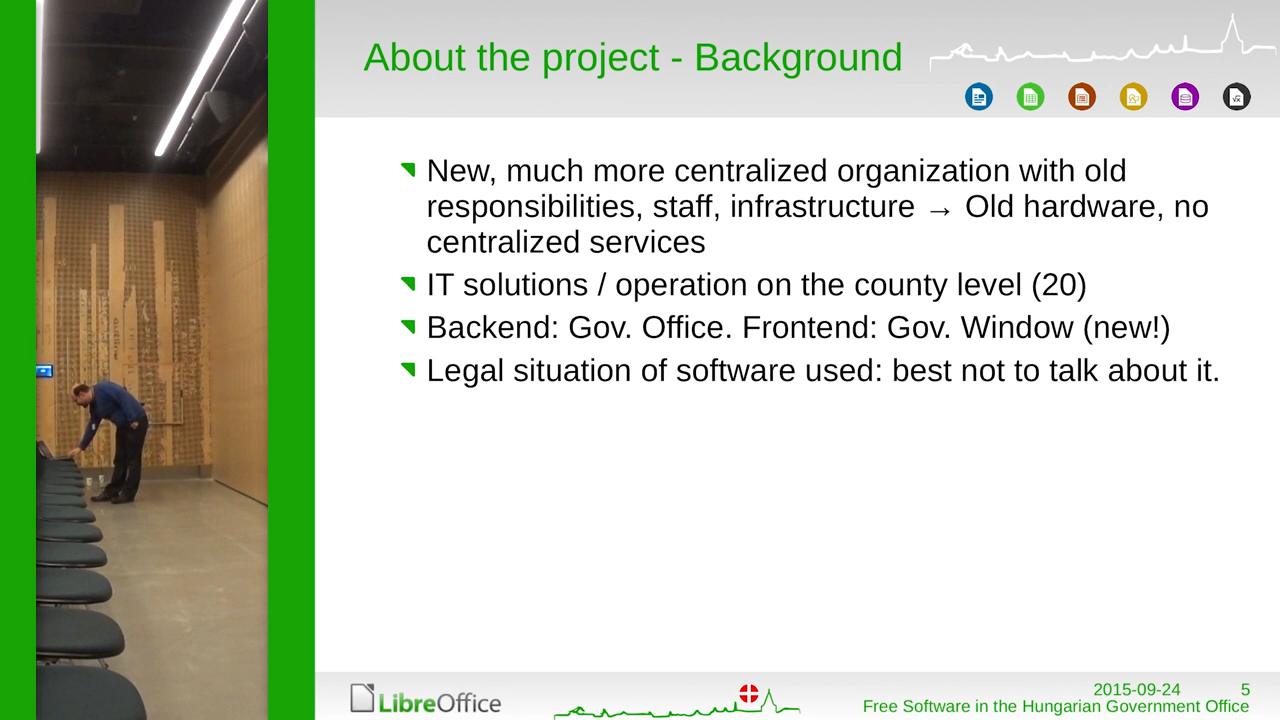 About the project - Background
New, much more centralized organization with old
responsibilities, staff, infrastructure → Old hardware, no
centralized services
IT solutions / operation on the county level (20)
Backend: Gov. Office. Frontend: Gov. Window (new!)
Legal situation of software used: best not to talk about it.
LibreOffice
2015-09-24 5
Free Software in the Hungarian Government Office